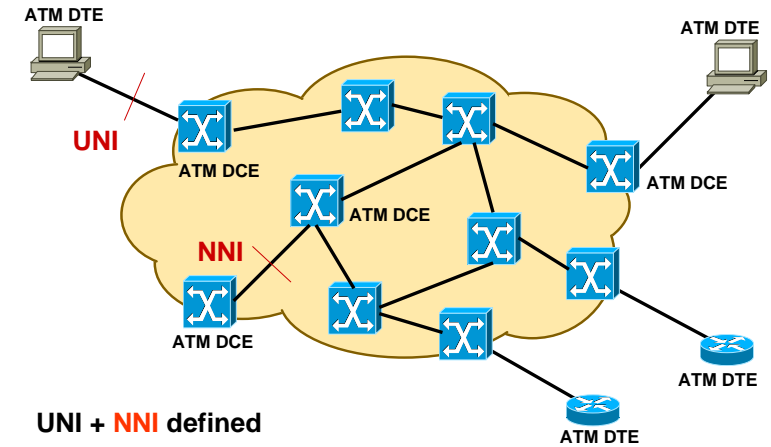 ATM DTE
ATM DTE
UNI
ATM DCE
ATM DCE
ATM DCE
NNI
ATM DCE
ATM DTE
UNI + NNI defined
ATM DTE